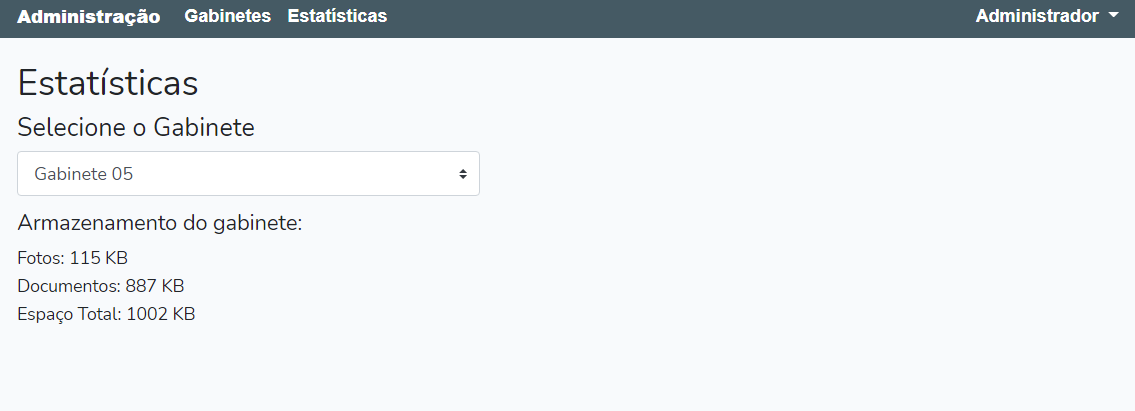 Administração Gabinetes Estatísticas Administrador
Estatísticas
Selecione o Gabinete
Gabinete 05
Armazenamento do gabinete:
Fotos: 115 KB
Documentos: 887 KB
Espaço Total: 1002 KB